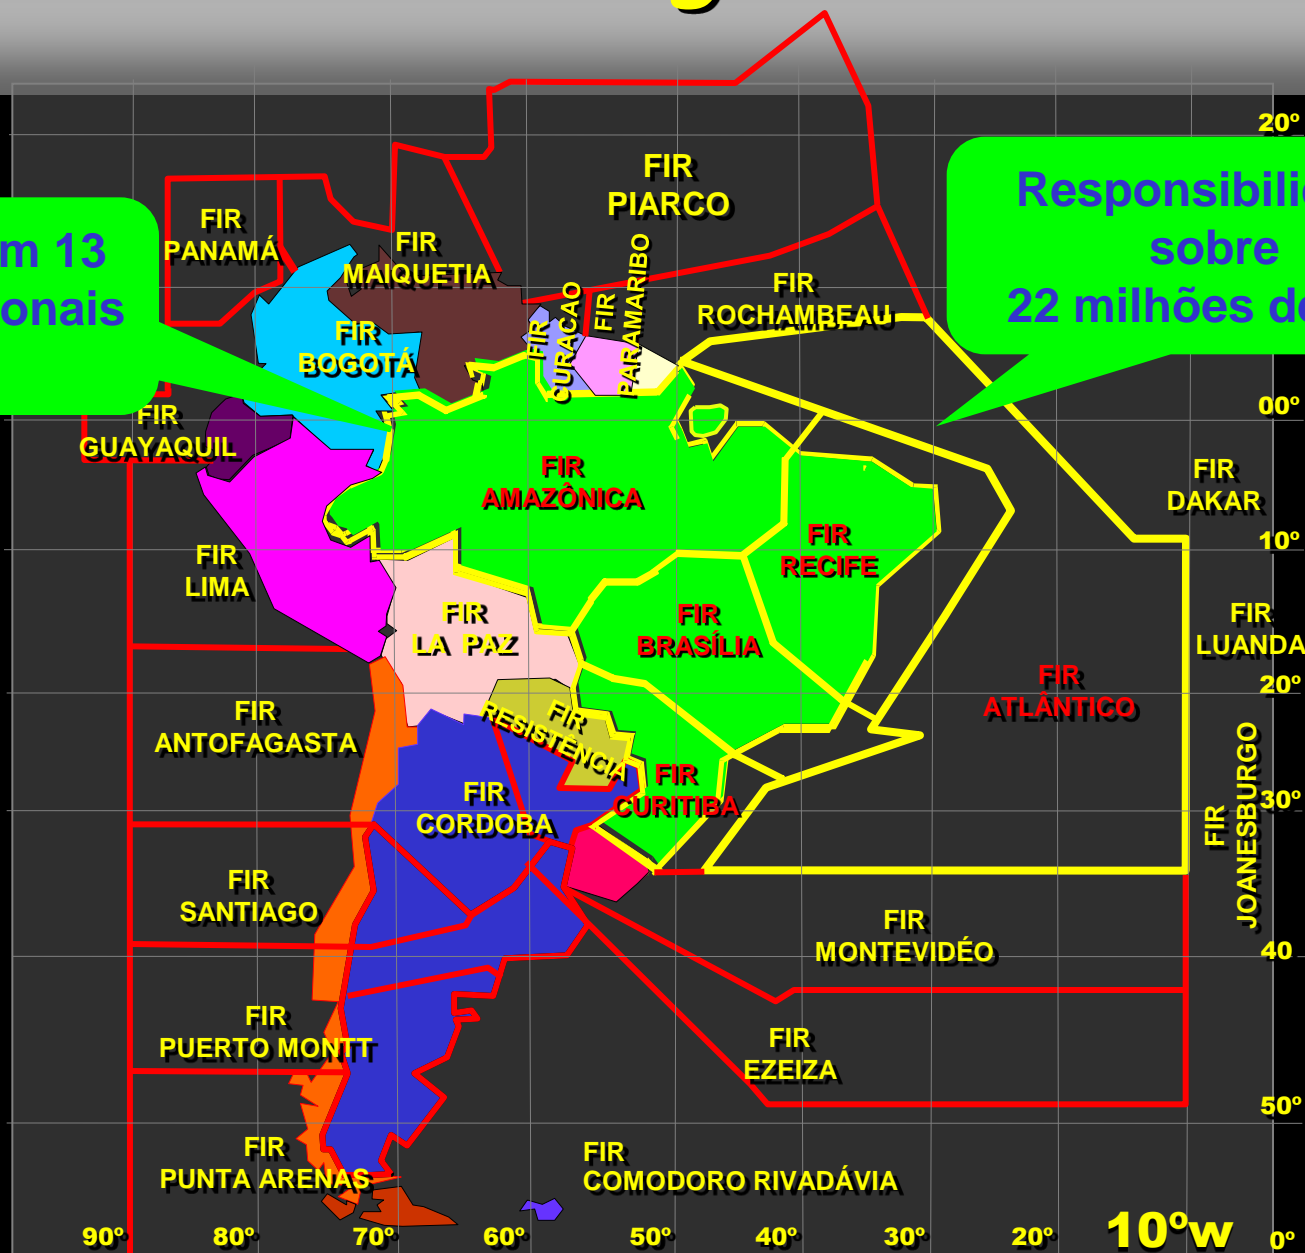 20º
FIR
PIARCO
Responsibili
sobre
22 milhões d
m 13
onais
FIR
PANAMÁ
FIR
MAIQUETIA
FIR
CURACAO
FIR
PARAMARIBO
FIR
ROCHAMBEAU
FIR
BOGOTÁ
00º
FIR
GUAYAQUIL
FIR
AMAZÔNICA
FIR
DAKAR
FIR
RECIFE
10º
FIR
LIMA
FIR
LA PAZ
FIR
BRASÍLIA
FIR
LUANDA
FIR
ATLÂNTICO
20º
FIR
ANTOFAGASTA
FIR
RESISTÊNCIA
FIR
CORDOBA
FIR
CURITIBA
FIR
JOANESBURGO
30º
FIR
SANTIAGO
FIR
MONTEVIDÉO
40
FIR
PUERTO MONTT
FIR
EZEIZA
50º
FIR
PUNTA ARENAS
FIR
COMODORO RIVADÁVIA
90º 80º 70º 60º 50º 40º 30º 20º 10ºw 0º